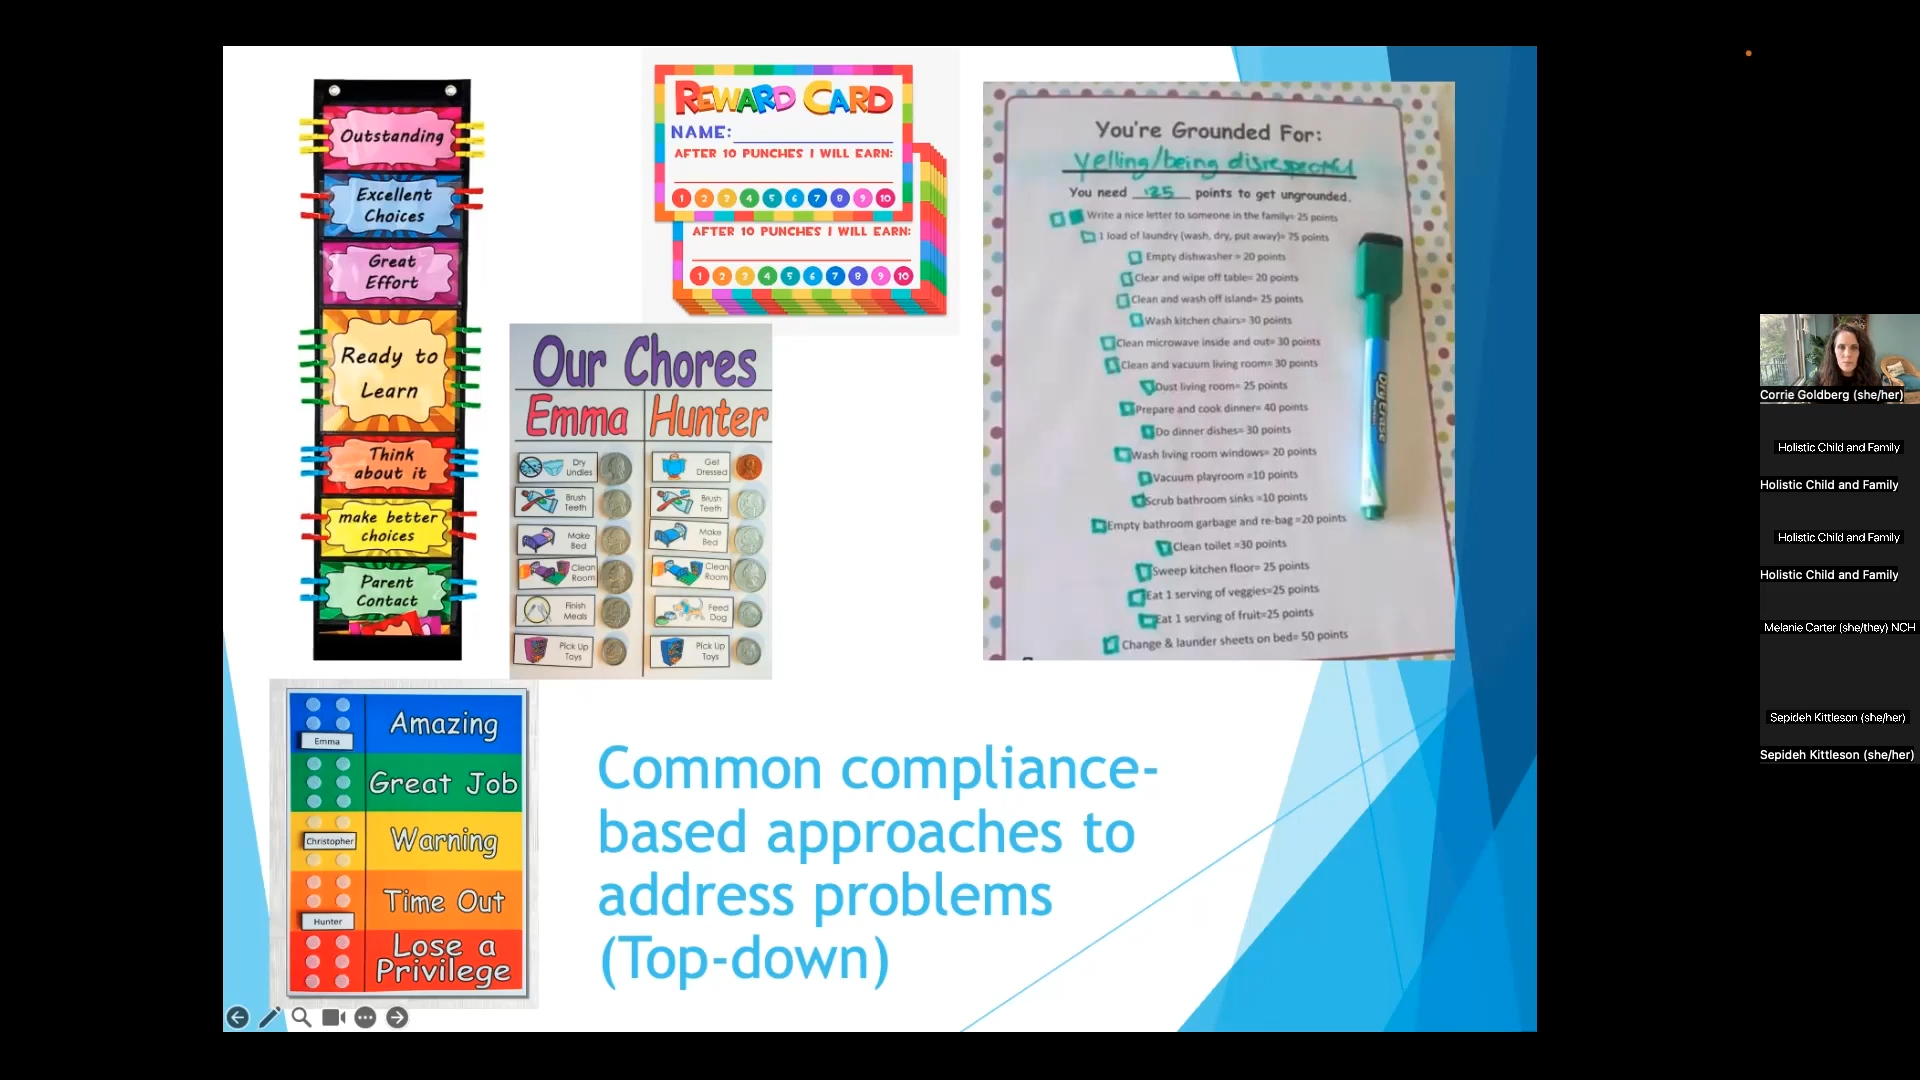 Outstanding
Excellent
Choices
Great
Effort
Ready to
Learn
Think
about it
make better
choices
Parent
Contact
REWARD CARD
NAME:
AFTER 10 PUNCHES I WILL EARN:
1 2 3 4 5 6 7 8 9 10
AFTER 10 PUNCHES I WILL EARN:
1 2 3 4 5 6 7 8 9 10
Our Chores
Emma
Dry
Undies
Brush
Teeth
Make
Bed
Clean
Room
Finish
Meals
Pick Up
Toys
Hunter
Get
Dressed
Brush
Teeth
Make
Bed
Clean
Room
Feed
Dog
Pick Up
Toys
You're Grounded For:
Yelling/being disrespectful
You need points to get ungrounded.
Write a nice letter to someone in the family= 25 points
1 load of laundry (wash, dry, put away)= 75 points
Empty dishwasher = 20 points
Clear and wipe off table= 20 points
Clean and wash off island= 25 points
Wash kitchen chairs= 30 points
Clean microwave inside and out= 30 points
Clean and vacuum living room= 30 points
Dust living room= 25 points
Prepare and cook dinner= 40 points
Do dinner dishes= 30 points
Wash living room windows= 20 points
Vacuum playroom =10 points
Scrub bathroom sinks =10 points
Empty bathroom garbage and re-bag =20 points
Clean toilet =30 points
Sweep kitchen floor= 25 points
Eat 1 serving of veggies=25 points
Eat 1 serving of fruit=25 points
Change & launder sheets on bed= 50 points
Emma
Amazing
Great Job
Christopher
Warning
Hunter
Time Out
Lose a
Privilege
Common compliance-
based approaches to
address problems
(Top-down)
Corrie Goldberg (she/her)
Holistic Child and Family
Holistic Child and Family
Holistic Child and Family
Holistic Child and Family
Melanie Carter (she/they) NCH
Sepideh Kittleson (she/her)
Sepideh Kittleson (she/her)